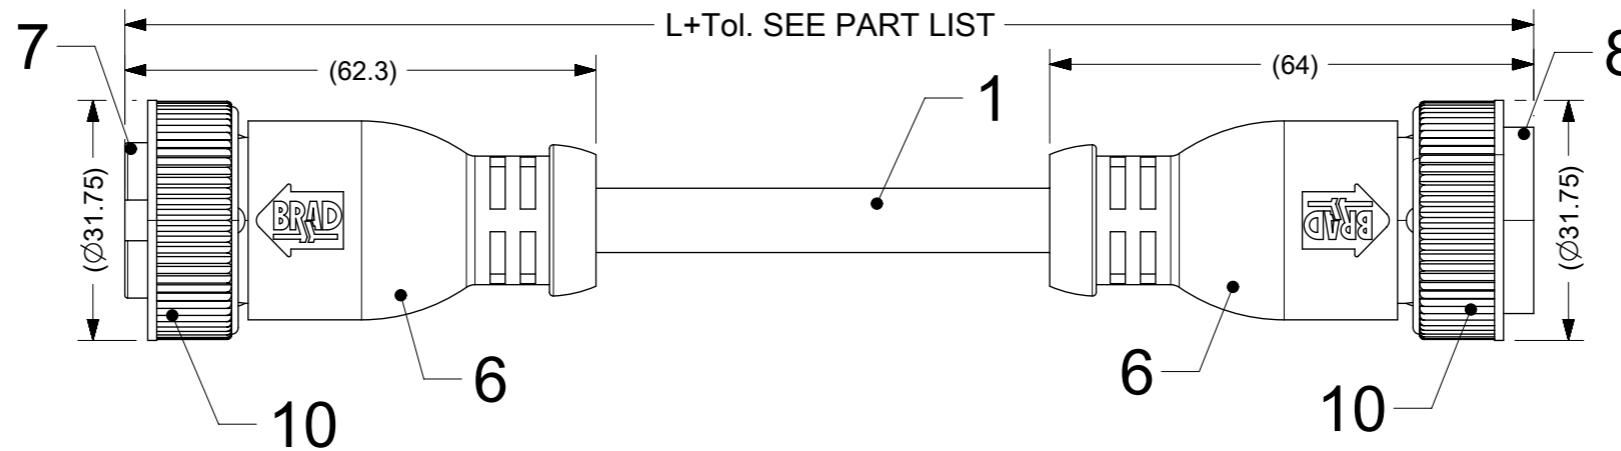 L+Tol. SEE PART LIST
7
8
(62.3)
(64)
1
(Ø31.75)
BRAD
BRAD
(Ø31.75)
6
6
10
10